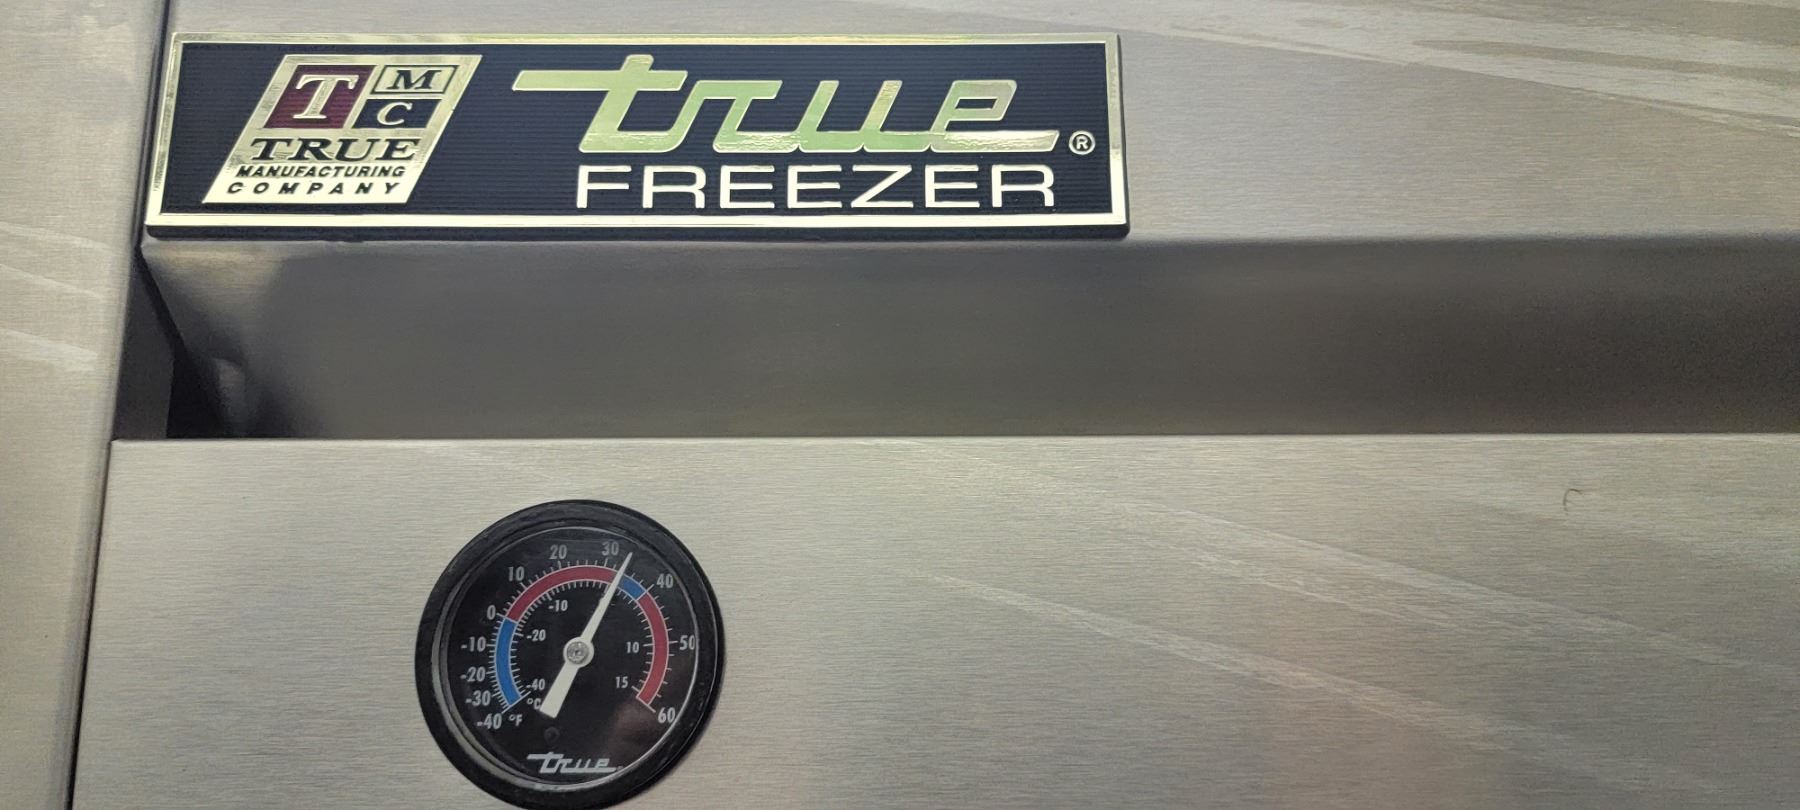 T M
C
TRUE
MANUFACTURING
COMPANY
true ®
FREEZER
-40 -30 -20 -10 0 10 20 30 40 50 60
°F
-40 -20 -10 10 15
°C
true